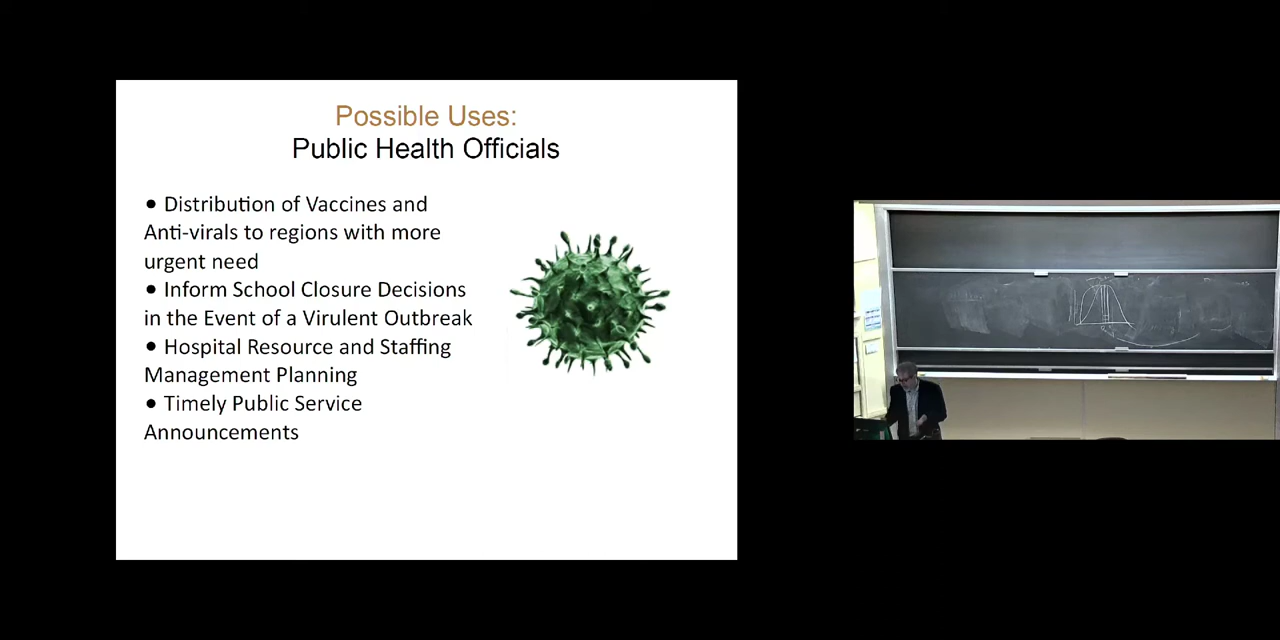 Possible Uses:
Public Health Officials
• Distribution of Vaccines and
Anti-virals to regions with more
urgent need
• Inform School Closure Decisions
in the Event of a Virulent Outbreak
• Hospital Resource and Staffing
Management Planning
• Timely Public Service
Announcements